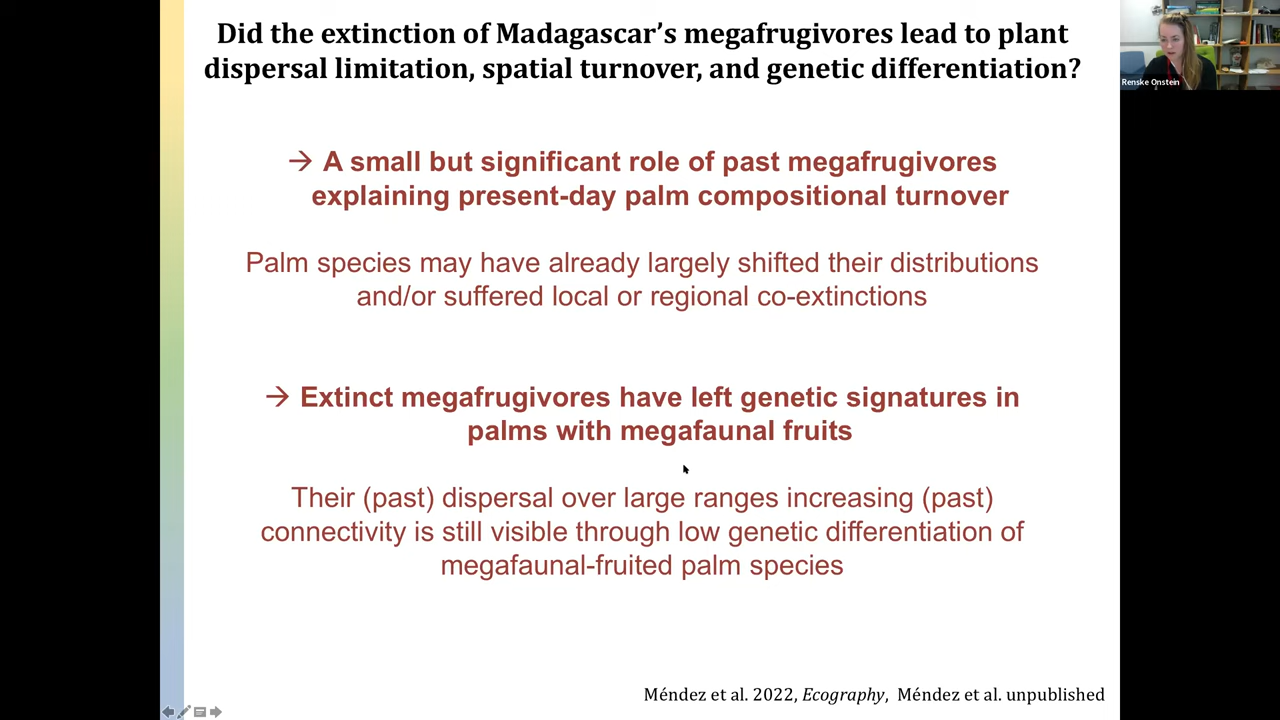 Did the extinction of Madagascar’s megafrugivores lead to plant
dispersal limitation, spatial turnover, and genetic differentiation?
Renske Onstein
→ A small but significant role of past megafrugivores
explaining present-day palm compositional turnover
Palm species may have already largely shifted their distributions
and/or suffered local or regional co-extinctions
→ Extinct megafrugivores have left genetic signatures in
palms with megafaunal fruits
Their (past) dispersal over large ranges increasing (past)
connectivity is still visible through low genetic differentiation of
megafaunal-fruited palm species
Méndez et al. 2022, Ecography, Méndez et al. unpublished